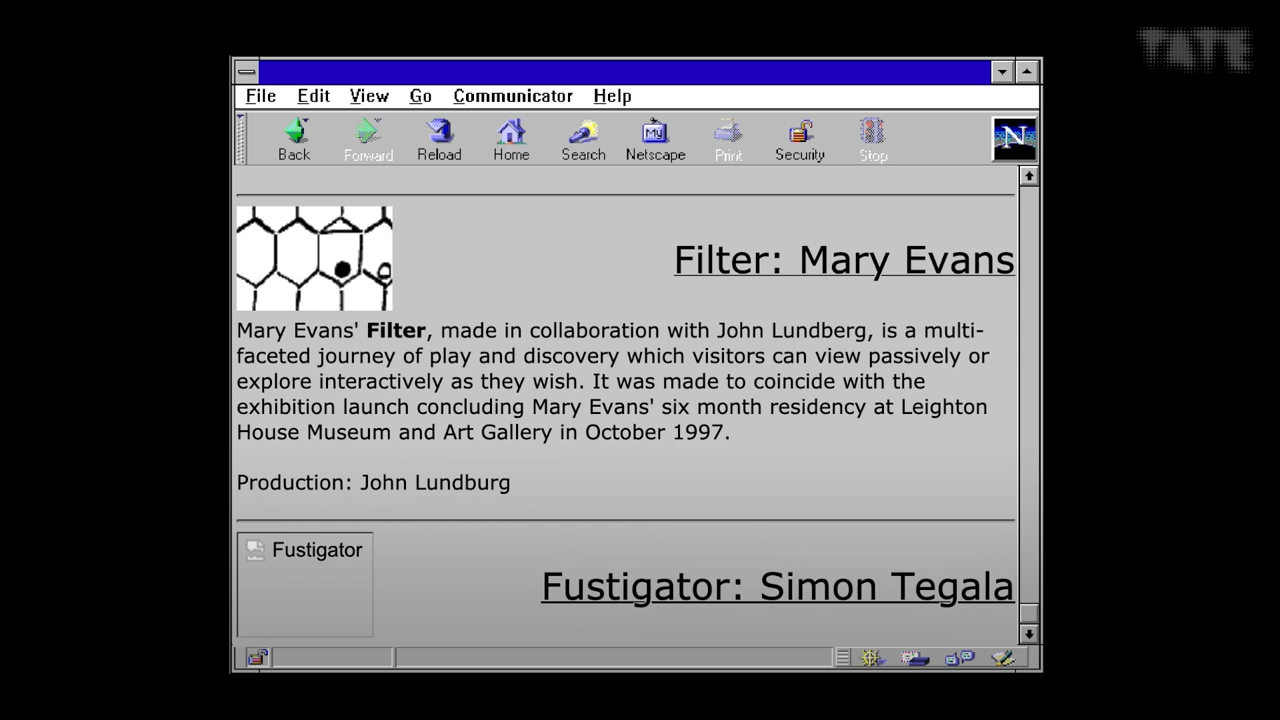 TATE
File Edit View Go Communicator Help
Back Forward Reload Home Search Netscape Print Security Stop
My
N
Filter: Mary Evans
Mary Evans' Filter, made in collaboration with John Lundberg, is a multi-
faceted journey of play and discovery which visitors can view passively or
explore interactively as they wish. It was made to coincide with the
exhibition launch concluding Mary Evans' six month residency at Leighton
House Museum and Art Gallery in October 1997.
Production: John Lundburg
Fustigator
Fustigator: Simon Tegala